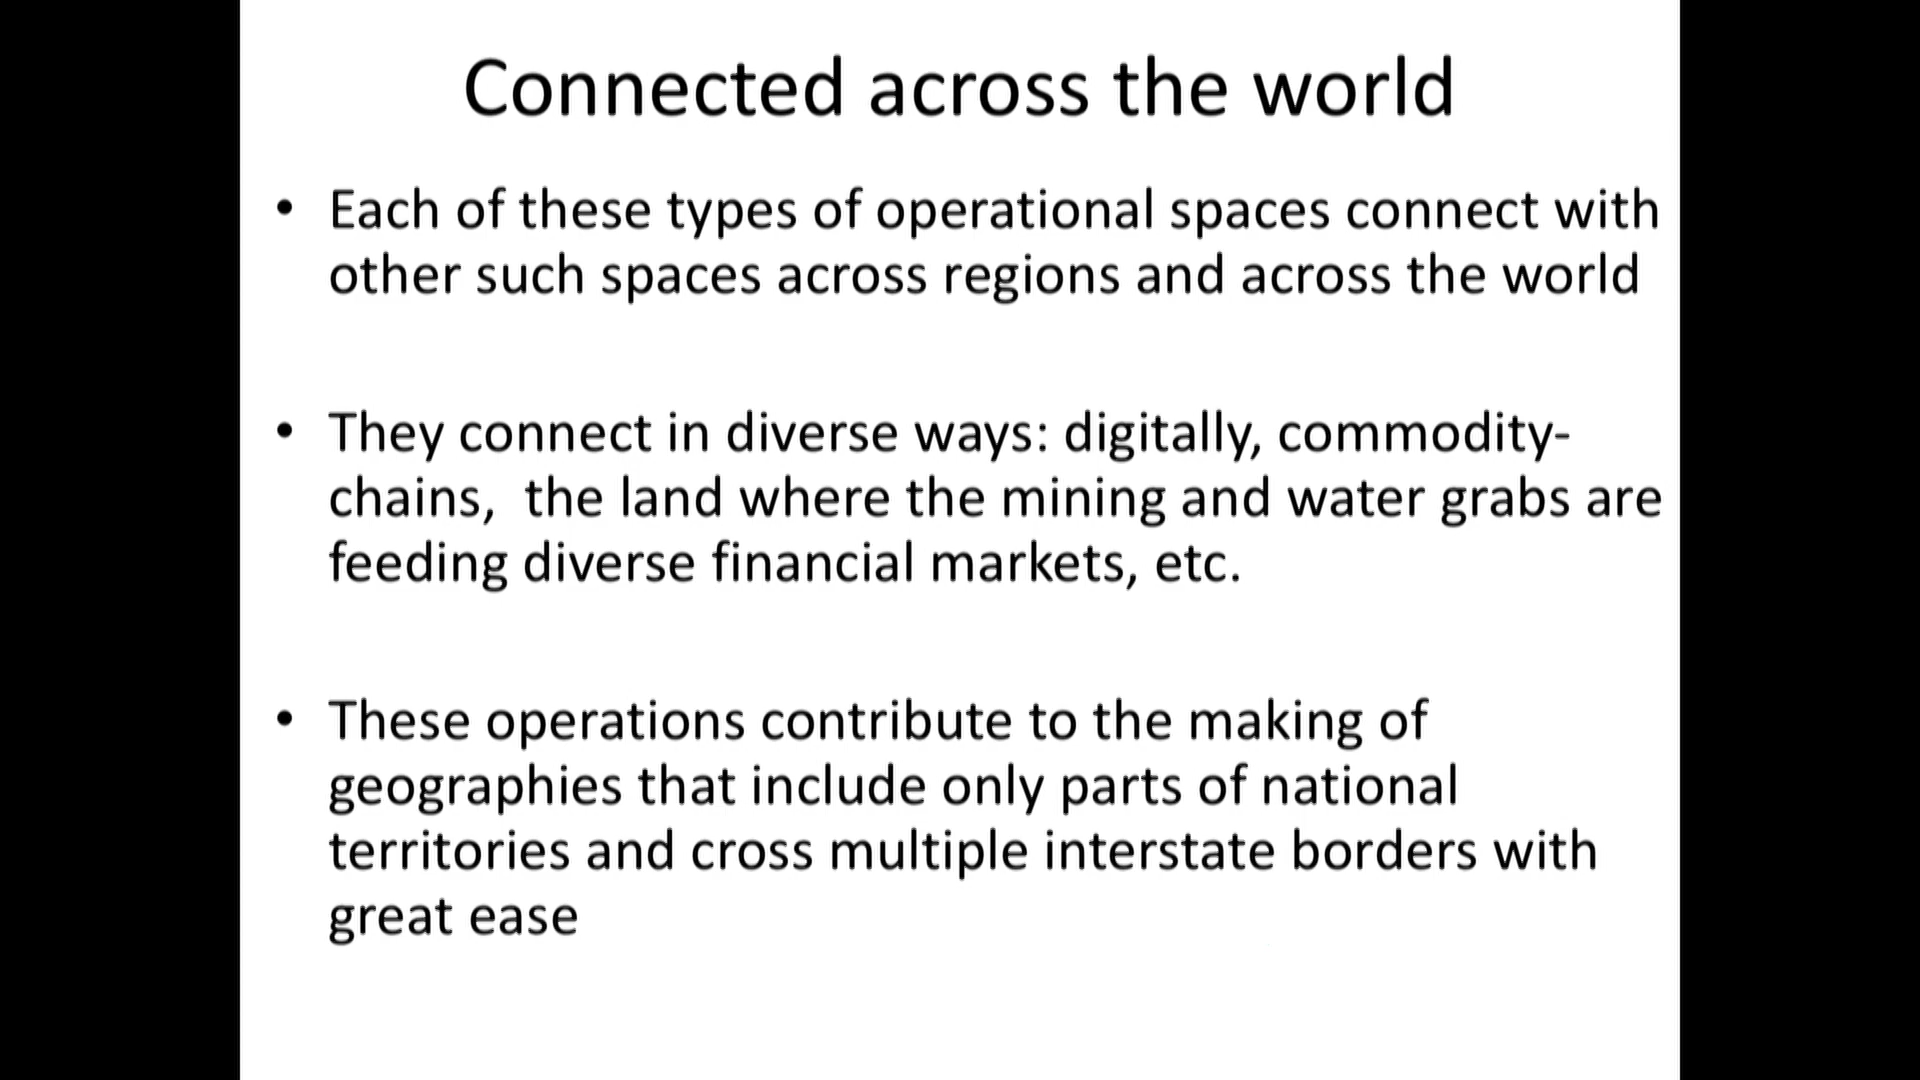 Connected across the world
• Each of these types of operational spaces connect with
other such spaces across regions and across the world
• They connect in diverse ways: digitally, commodity-
chains,  the land where the mining and water grabs are
feeding diverse financial markets, etc.
• These operations contribute to the making of
geographies that include only parts of national
territories and cross multiple interstate borders with
great ease